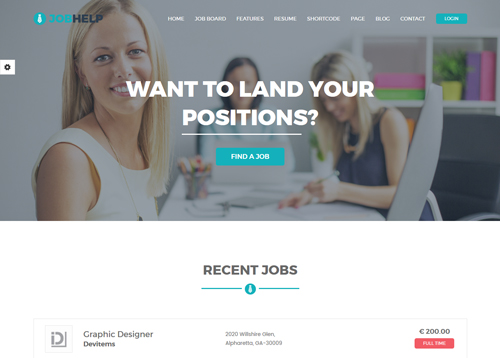 JOBHELP
HOME JOB BOARD FEATURES RESUME SHORTCODE PAGE BLOG CONTACT LOGIN
WANT TO LAND YOUR
POSITIONS?
FIND A JOB
RECENT JOBS
Graphic Designer
Devitems
2020 Willshire Glen,
Alpharetta, GA-30009
€ 200.00
FULL TIME